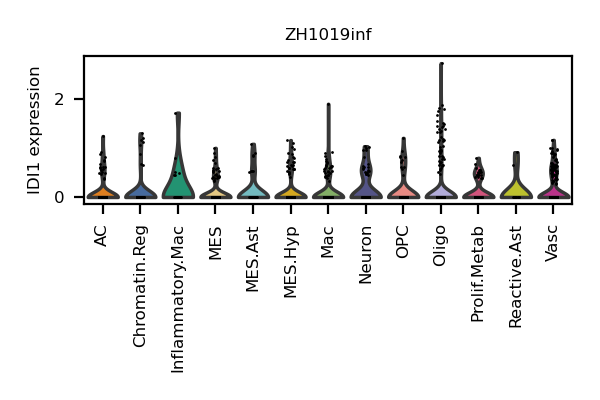 ZH1019inf
IDI1 expression
2
0
AC
Chromatin.Reg
Inflammatory.Mac
MES
MES.Ast
MES.Hyp
Mac
Neuron
OPC
Oligo
Prolif.Metab
Reactive.Ast
Vasc